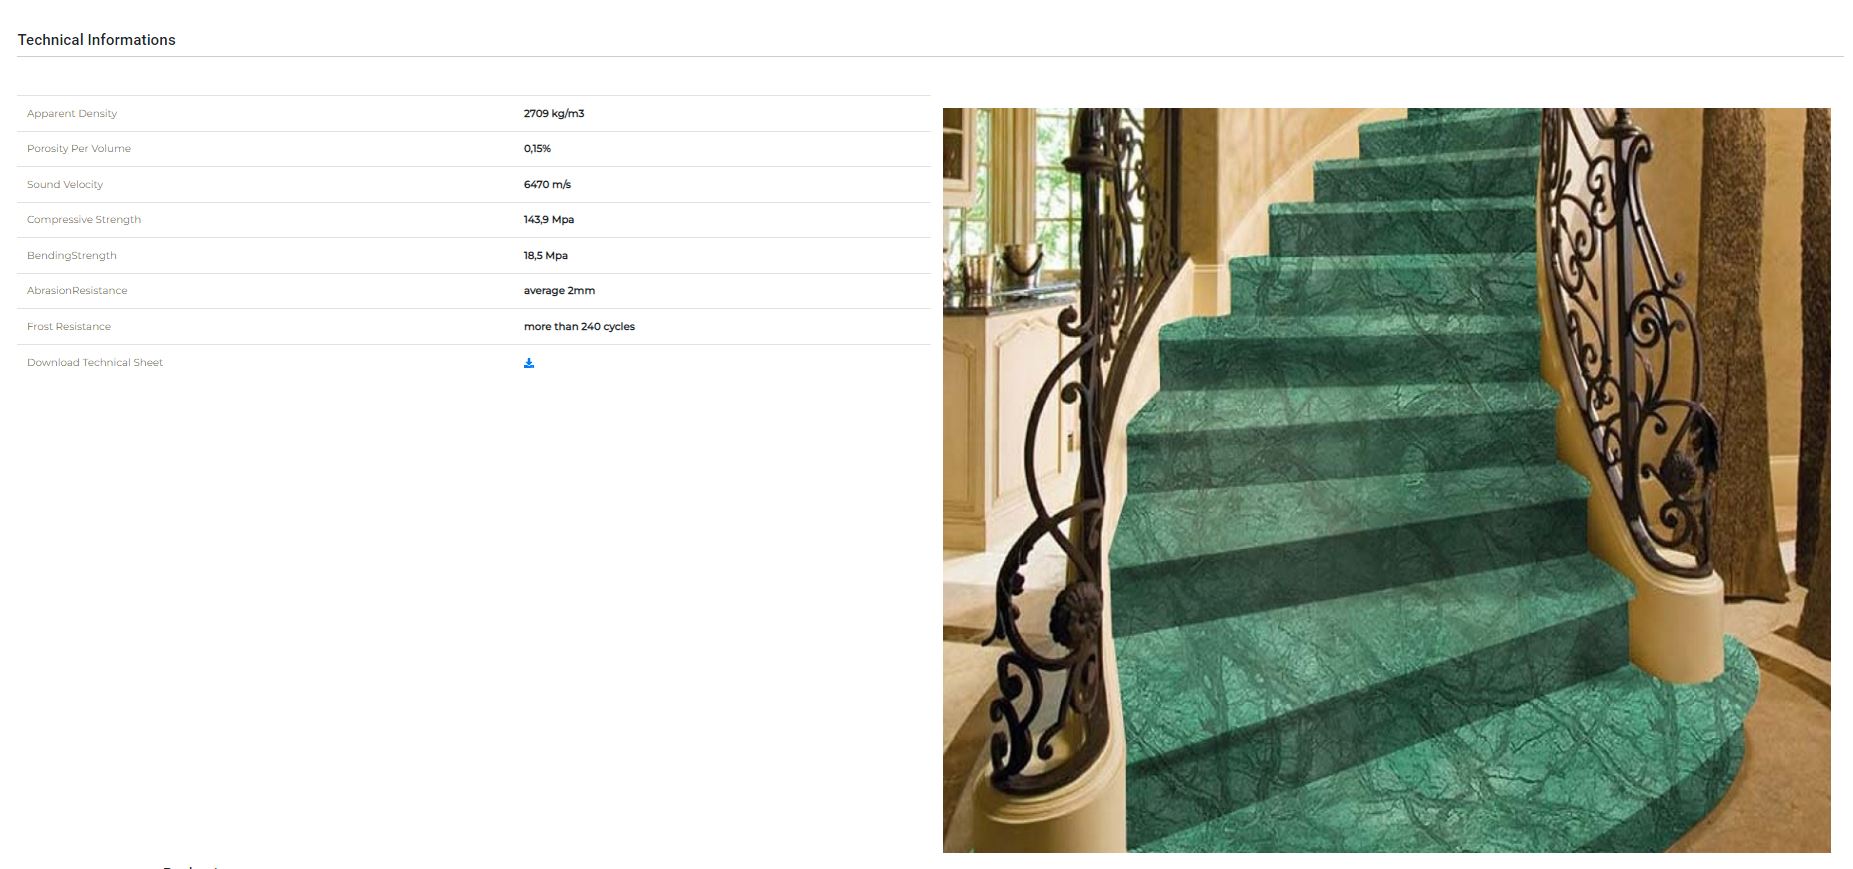 Technical Informations
Apparent Density 2709 kg/m3
Porosity Per Volume 0,15%
Sound Velocity 6470 m/s
Compressive Strength 143,9 Mpa
BendingStrength 18,5 Mpa
AbrasionResistance average 2mm
Frost Resistance more than 240 cycles
Download Technical Sheet